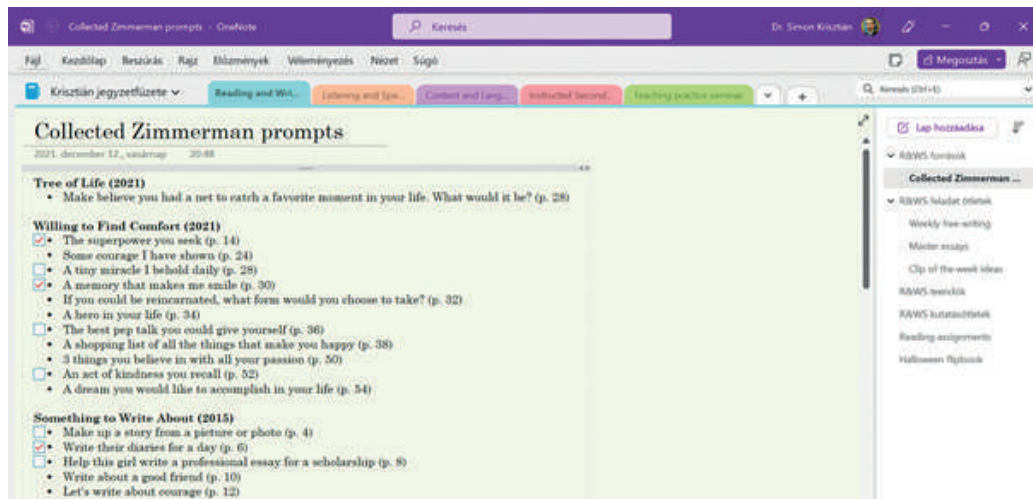 Collected Zimmerman prompts - OneNote
Keresés
Dr. Simon Krisztián
Fájl Kezdőlap Beszúrás Rajz Előzmények Véleményezés Nézet Súgó
Megosztás
Krisztián jegyzetfüzete
Reading and Wri...
Listening and Spe...
Content and Lang...
Instructed Second...
Teaching practice seminar
Keresés (Ctrl+E)
Collected Zimmerman prompts
2021. december 12., vasárnap 20:48
Tree of Life (2021)
• Make believe you had a net to catch a favorite moment in your life. What would it be? (p. 28)
Willing to Find Comfort (2021)
• The superpower you seek (p. 14)
• Some courage I have shown (p. 24)
• A tiny miracle I behold daily (p. 28)
• A memory that makes me smile (p. 30)
• If you could be reincarnated, what form would you choose to take? (p. 32)
• A hero in your life (p. 34)
• The best pep talk you could give yourself (p. 36)
• A shopping list of all the things that make you happy (p. 38)
• 3 things you believe in with all your passion (p. 50)
• An act of kindness you recall (p. 52)
• A dream you would like to accomplish in your life (p. 54)
Something to Write About (2015)
• Make up a story from a picture or photo (p. 4)
• Write their diaries for a day (p. 6)
• Help this girl write a professional essay for a scholarship (p. 8)
• Write about a good friend (p. 10)
• Let's write about courage (p. 12)
Lap hozzáadása
R&WS források
Collected Zimmerman ...
R&WS feladat ötletek
Weekly free-writing
Master essays
Clip of the week ideas
R&WS teendők
R&WS kutatásötletek
Reading assignments
Halloween flipbook